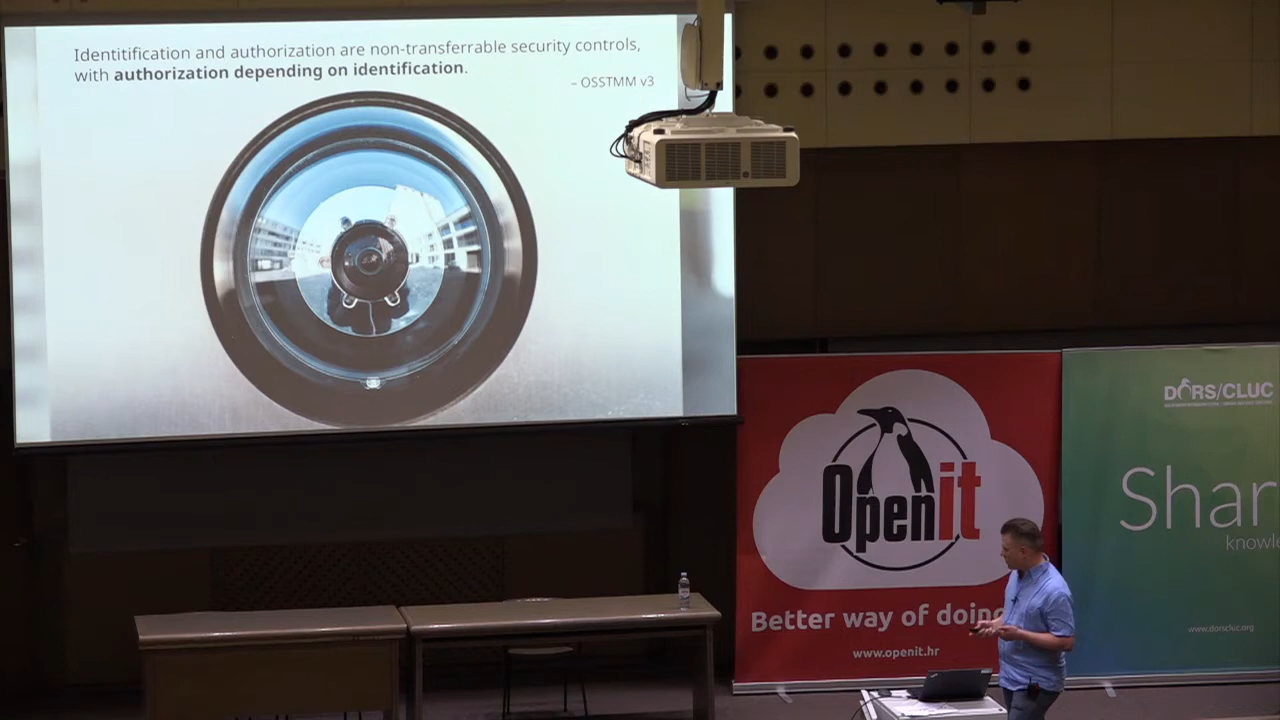 Identitification and authorization are non-transferrable security controls,
with authorization depending on identification.
– OSSTMM v3
Openit
Better way of doing
www.openit.hr
DORS/CLUC
Shar
knowle
www.dorscluc.org